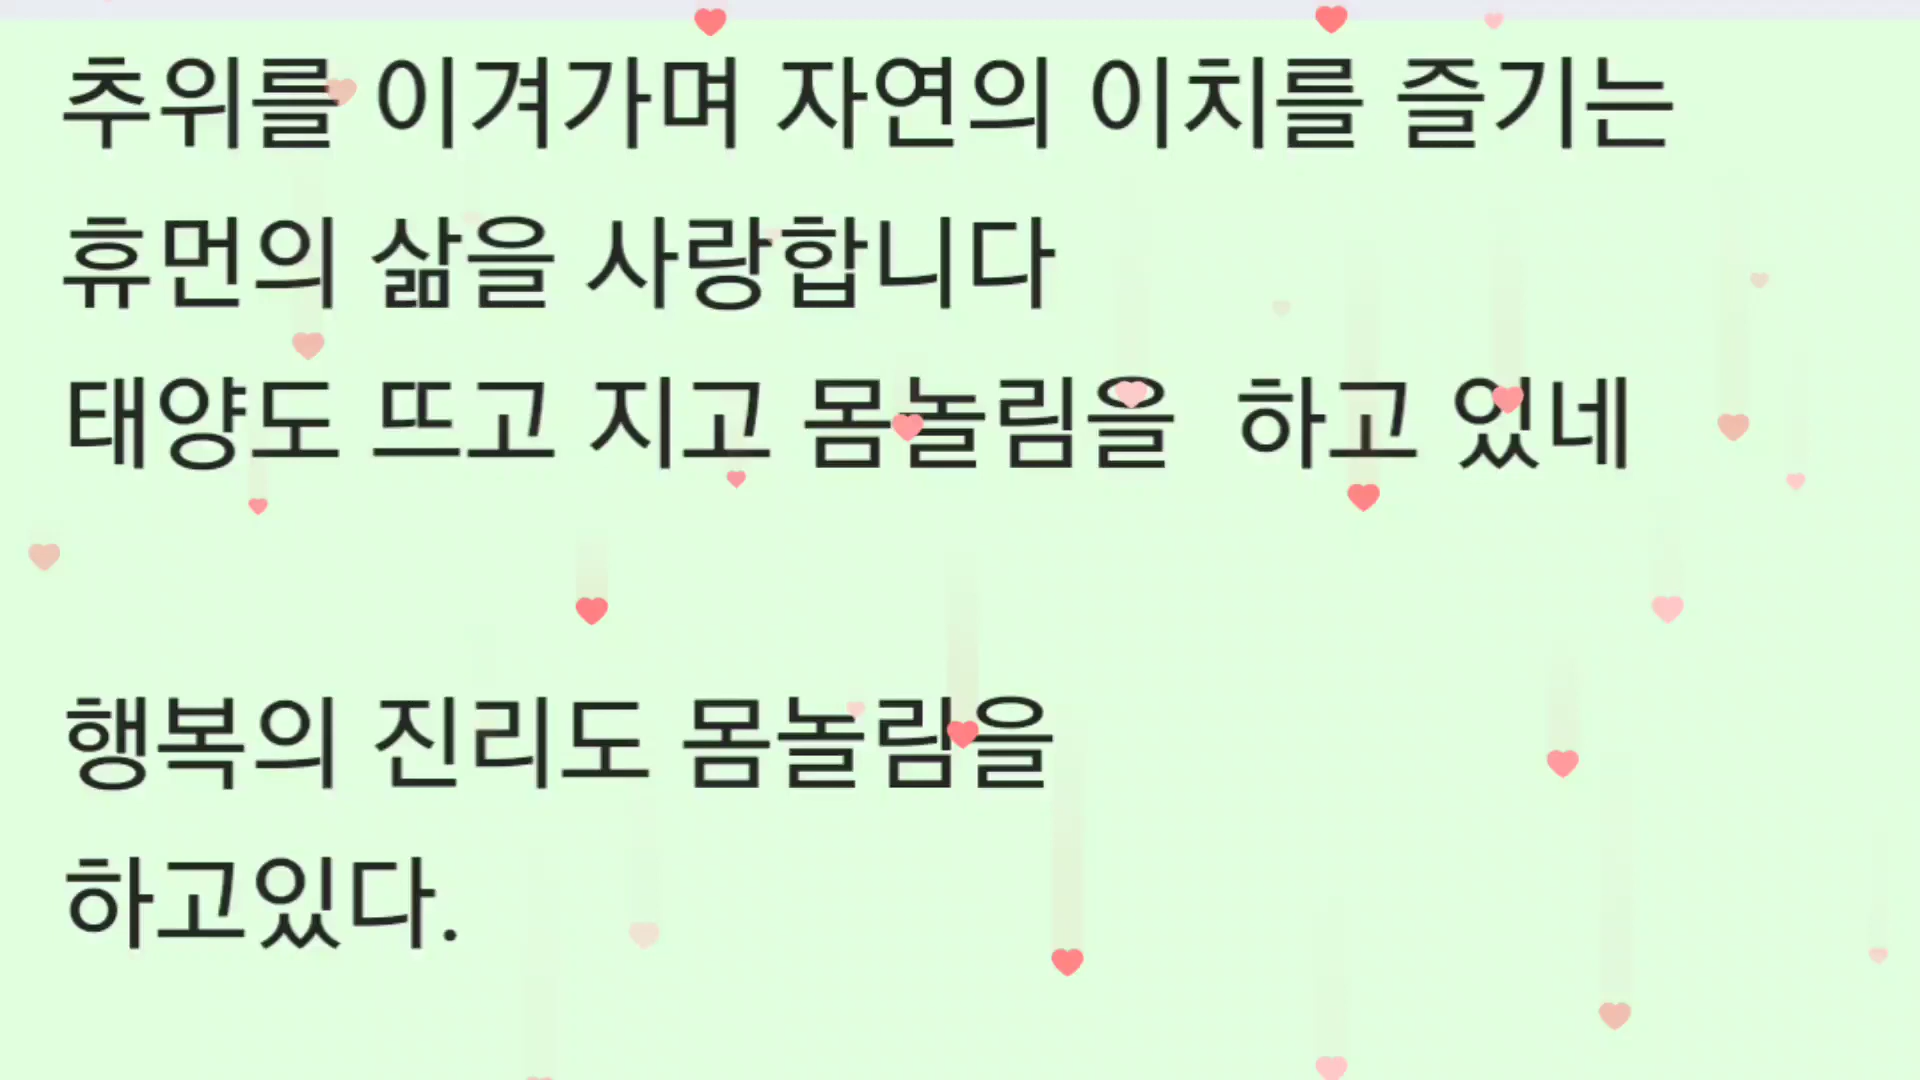 추위를 이겨가며 자연의 이치를 즐기는
휴먼의 삶을 사랑합니다
태양도 뜨고 지고 몸놀림을 하고 있네
행복의 진리도 몸놀림을
하고있다.